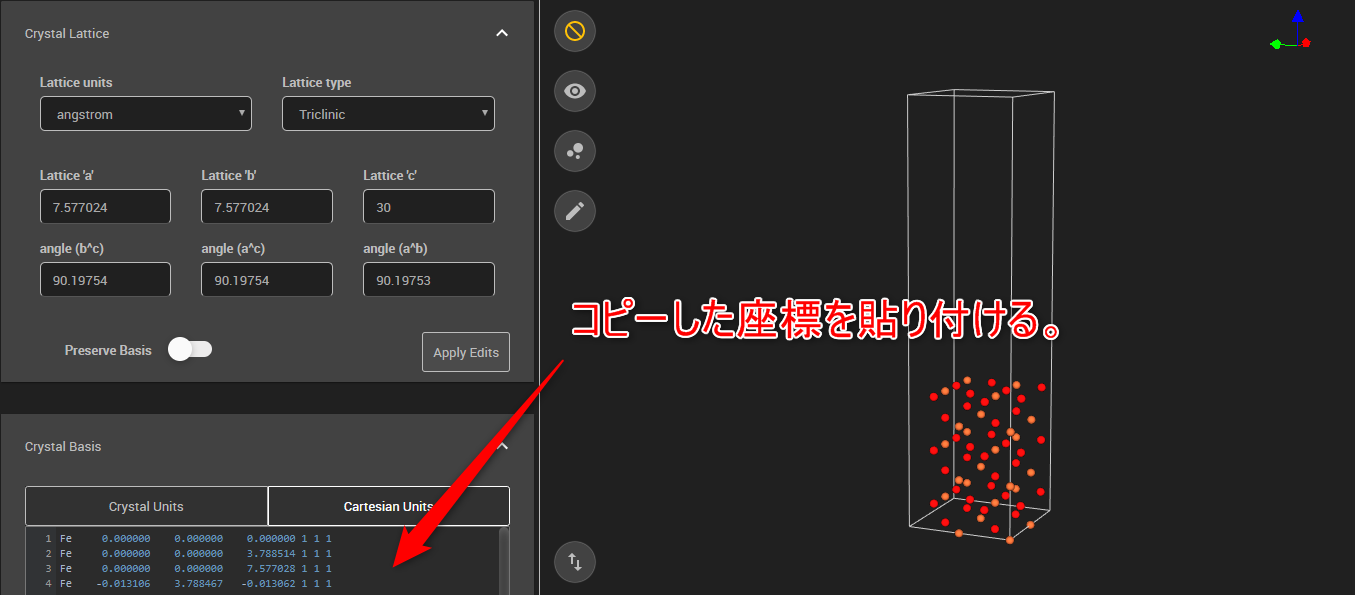 Crystal Lattice
Lattice units
Lattice type
angstrom
Triclinic
Lattice 'a'
Lattice 'b'
Lattice 'c'
7.577024
7.577024
30
angle (b^c)
angle (a^c)
angle (a^b)
90.19754
90.19754
90.19753
Preserve Basis
Apply Edits
コピーした座標を貼り付ける。
Crystal Basis
Crystal Units
Cartesian Units
1 Fe 0.000000 0.000000 0.000000 1 1 1
2 Fe 0.000000 0.000000 3.788514 1 1 1
3 Fe 0.000000 0.000000 7.577028 1 1 1
4 Fe -0.013106 3.788467 -0.013062 1 1 1